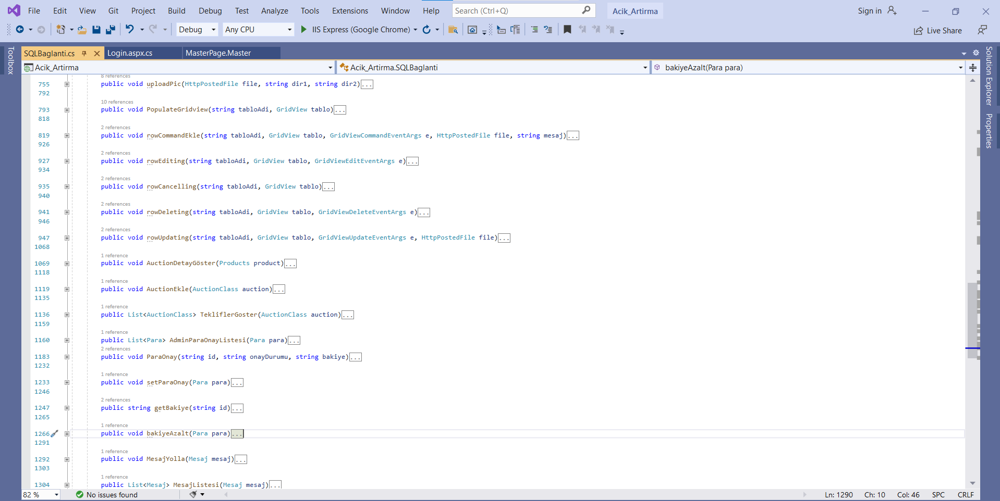 File Edit View Git Project Build Debug Test Analyze Tools Extensions Window Help Search (Ctrl+Q) Acik_Artirma Sign in
Debug Any CPU IIS Express (Google Chrome) Live Share
Toolbox
SQLBaglanti.cs Login.aspx.cs MasterPage.Master
Acik_Artirma Acik_Artirma.SQLBaglanti bakiyeAzalt(Para para)
Solution Explorer
Properties
8 references
755 public void uploadPic(HttpPostedFile file, string dir1, string dir2)...
792
10 references
793 public void PopulateGridview(string tabloAdi, GridView tablo)...
818
2 references
819 public void rowCommandEkle(string tabloAdi, GridView tablo, GridViewCommandEventArgs e, HttpPostedFile file, string mesaj)...
926
2 references
927 public void rowEditing(string tabloAdi, GridView tablo, GridViewEditEventArgs e)...
934
2 references
935 public void rowCancelling(string tabloAdi, GridView tablo)...
940
2 references
941 public void rowDeleting(string tabloAdi, GridView tablo, GridViewDeleteEventArgs e)...
946
2 references
947 public void rowUpdating(string tabloAdi, GridView tablo, GridViewUpdateEventArgs e, HttpPostedFile file)...
1068
1 reference
1069 public void AuctionDetayGöster(Products product)...
1118
1 reference
1119 public void AuctionEkle(AuctionClass auction)...
1135
1 reference
1136 public List<AuctionClass> TekliflerGoster(AuctionClass auction)...
1159
1 reference
1160 public List<Para> AdminParaOnayListesi(Para para)...
2 references
1183 public void ParaOnay(string id, string onayDurumu, string bakiye)...
1232
1 reference
1233 public void setParaOnay(Para para)...
1246
2 references
1247 public string getBakiye(string id)...
1265
1 reference
1266 public void bakiyeAzalt(Para para)...
1291
1 reference
1292 public void MesajYolla(Mesaj mesaj)...
1303
1 reference
1304 public List<Mesaj> MesajListesi(Mesaj mesaj)...
82 % No issues found Ln: 1290 Ch: 10 Col: 46 SPC CRLF